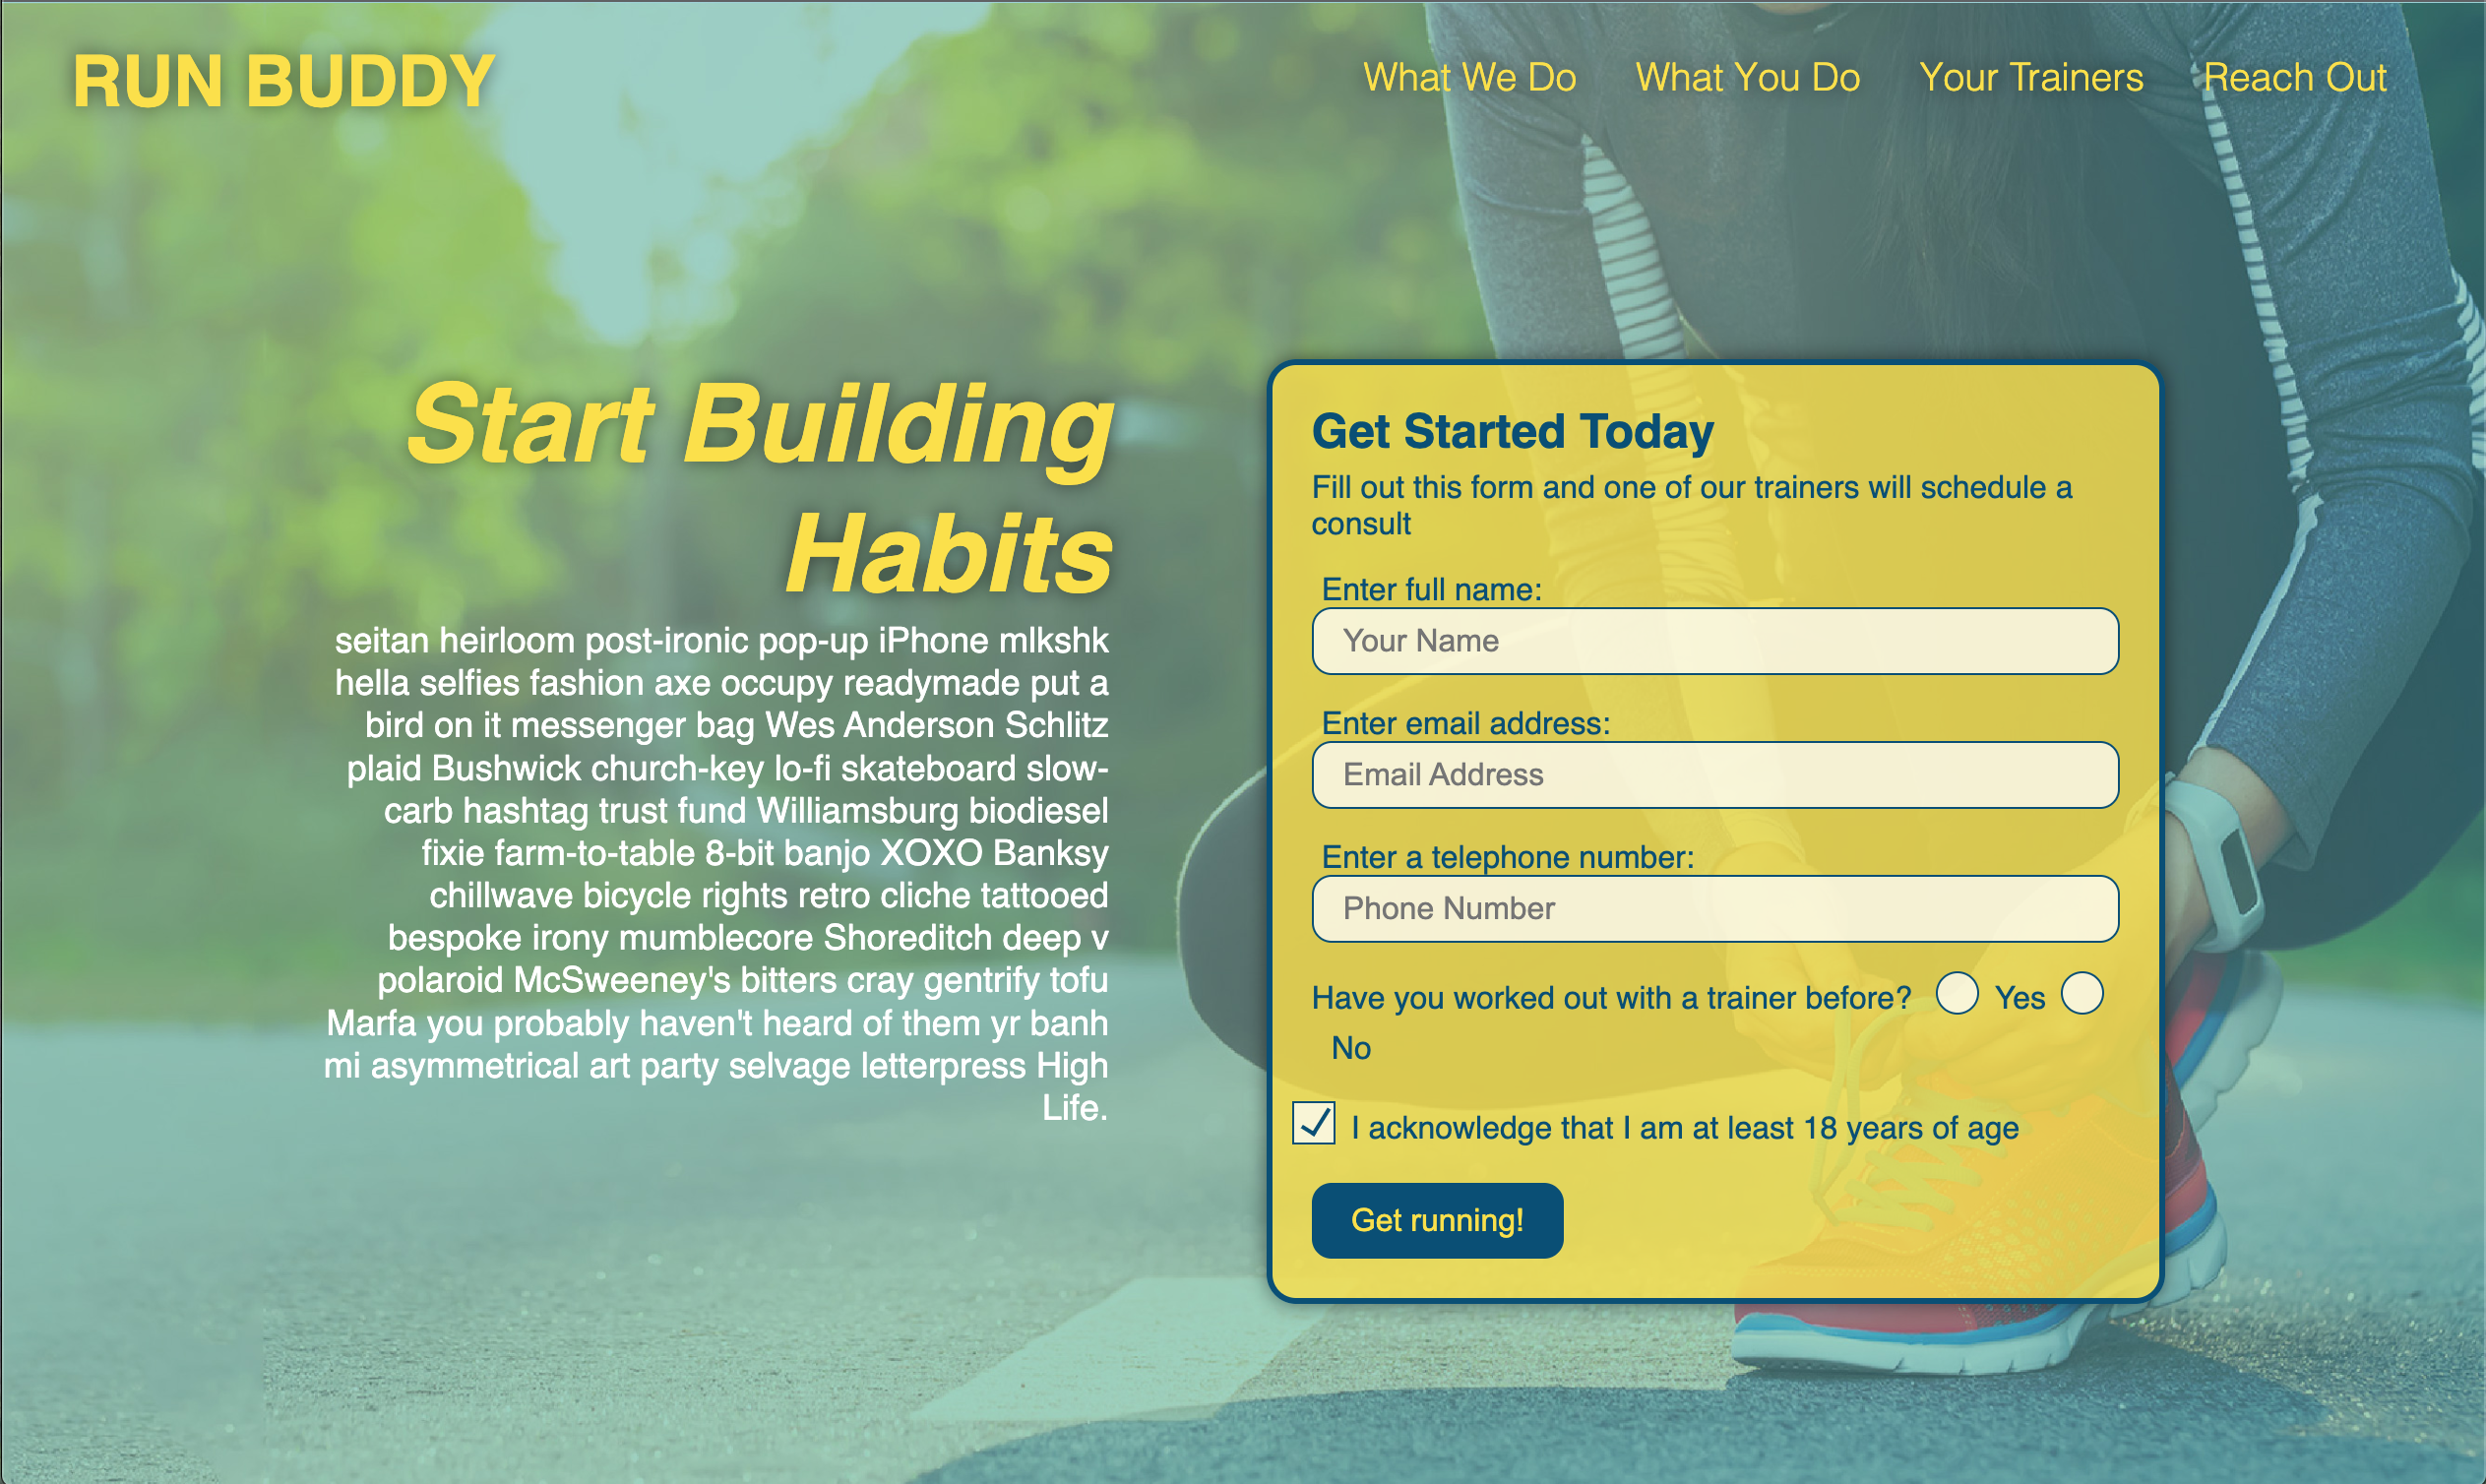 RUN BUDDY
What We Do
What You Do
Your Trainers
Reach Out
Start Building
Habits
seitan heirloom post-ironic pop-up iPhone mlkshk
hella selfies fashion axe occupy readymade put a
bird on it messenger bag Wes Anderson Schlitz
plaid Bushwick church-key lo-fi skateboard slow-
carb hashtag trust fund Williamsburg biodiesel
fixie farm-to-table 8-bit banjo XOXO Banksy
chillwave bicycle rights retro cliche tattooed
bespoke irony mumblecore Shoreditch deep v
polaroid McSweeney's bitters cray gentrify tofu
Marfa you probably haven't heard of them yr banh
mi asymmetrical art party selvage letterpress High
Life.
Get Started Today
Fill out this form and one of our trainers will schedule a
consult
Enter full name:
Your Name
Enter email address:
Email Address
Enter a telephone number:
Phone Number
Have you worked out with a trainer before? Yes
No
I acknowledge that I am at least 18 years of age
Get running!